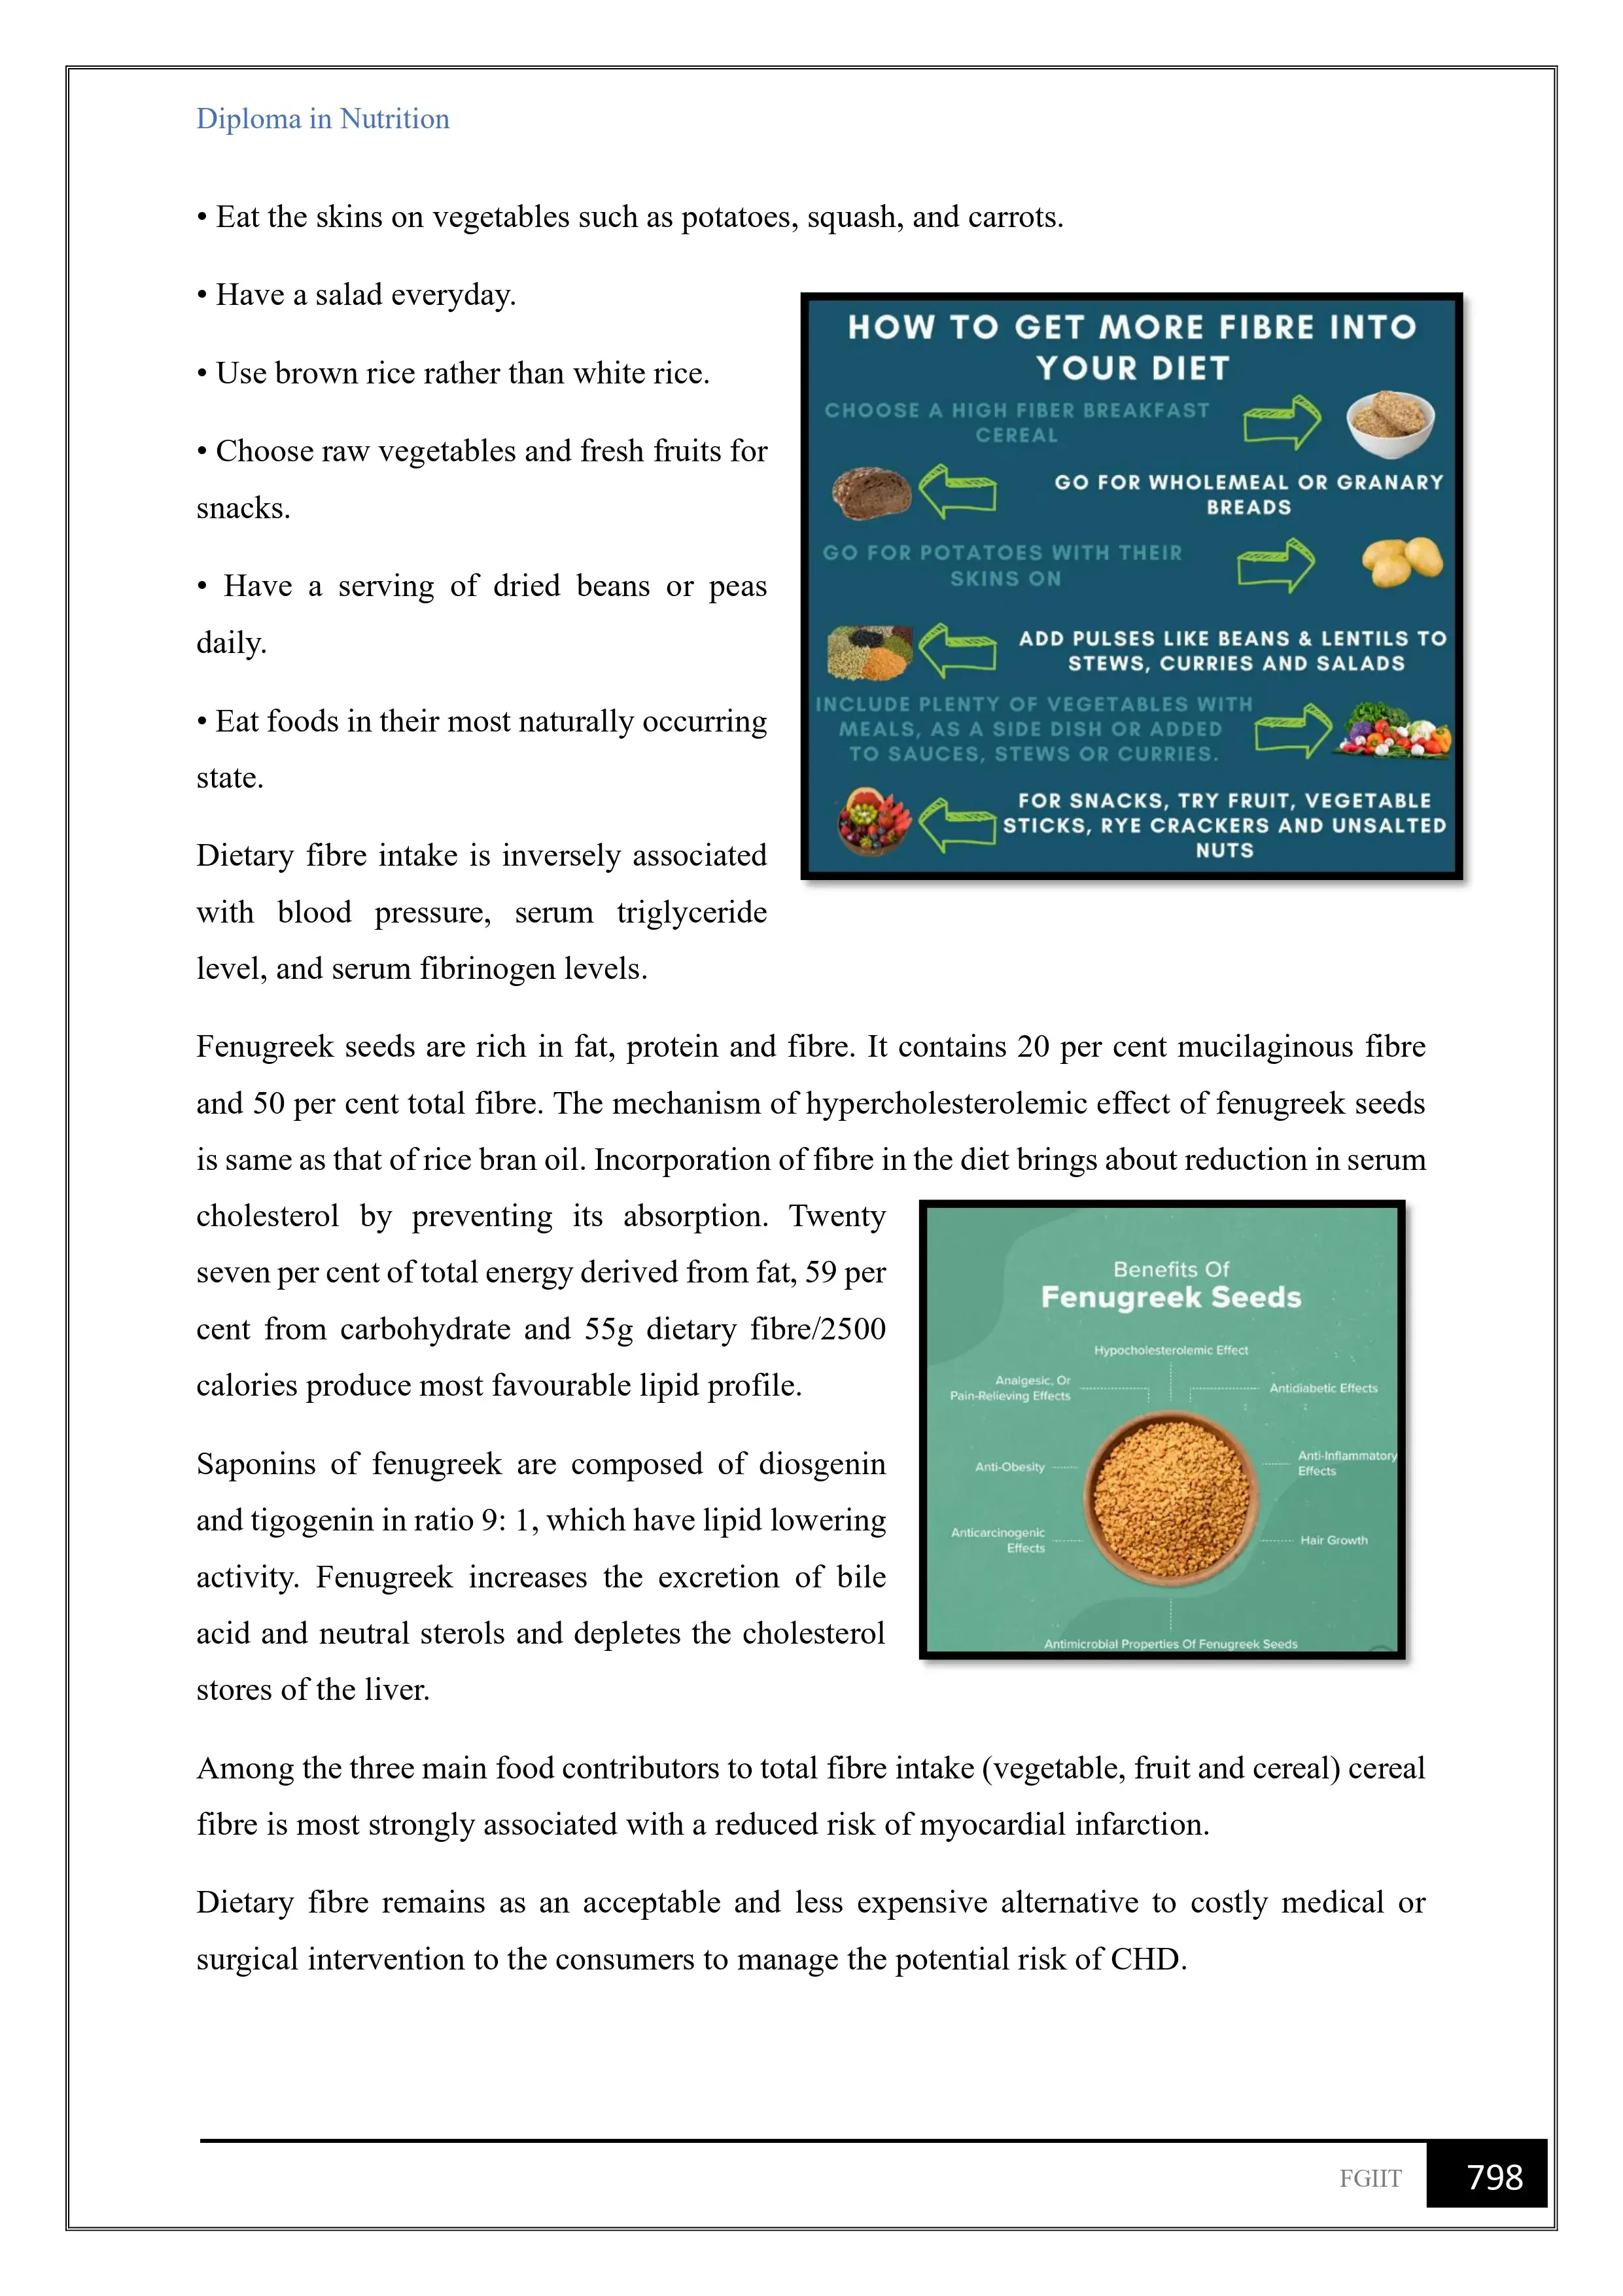 Diploma in Nutrition
• Eat the skins on vegetables such as potatoes, squash, and carrots.
• Have a salad everyday.
• Use brown rice rather than white rice.
• Choose raw vegetables and fresh fruits for
snacks.
• Have a serving of dried beans or peas
daily.
• Eat foods in their most naturally occurring
state.
Dietary fibre intake is inversely associated
with blood pressure, serum triglyceride
level, and serum fibrinogen levels.
HOW TO GET MORE FIBRE INTO
YOUR DIET
CHOOSE A HIGH FIBER BREAKFAST
CEREAL
GO FOR WHOLEMEAL OR GRANARY
BREADS
GO FOR POTATOES WITH THEIR
SKINS ON
ADD PULSES LIKE BEANS & LENTILS TO
STEWS, CURRIES AND SALADS
INCLUDE PLENTY OF VEGETABLES WITH
MEALS, AS A SIDE DISH OR ADDED
TO SAUCES, STEWS OR CURRIES.
FOR SNACKS, TRY FRUIT, VEGETABLE
STICKS, RYE CRACKERS AND UNSALTED
NUTS
Fenugreek seeds are rich in fat, protein and fibre. It contains 20 per cent mucilaginous fibre
and 50 per cent total fibre. The mechanism of hypercholesterolemic effect of fenugreek seeds
is same as that of rice bran oil. Incorporation of fibre in the diet brings about reduction in serum
cholesterol by preventing its absorption. Twenty
seven per cent of total energy derived from fat, 59 per
cent from carbohydrate and 55g dietary fibre/2500
calories produce most favourable lipid profile.
Saponins of fenugreek are composed of diosgenin
and tigogenin in ratio 9: 1, which have lipid lowering
activity. Fenugreek increases the excretion of bile
acid and neutral sterols and depletes the cholesterol
stores of the liver.
Benefits Of
Fenugreek Seeds
Hypocholesterolemic Effect
Analgesic, Or
Pain-Relieving Effects
Antidiabetic Effects
Anti-Obesity
Anti-Inflammatory
Effects
Anticarcinogenic
Effects
Hair Growth
Antimicrobial Properties Of Fenugreek Seeds
Among the three main food contributors to total fibre intake (vegetable, fruit and cereal) cereal
fibre is most strongly associated with a reduced risk of myocardial infarction.
Dietary fibre remains as an acceptable and less expensive alternative to costly medical or
surgical intervention to the consumers to manage the potential risk of CHD.
FGIIT
798